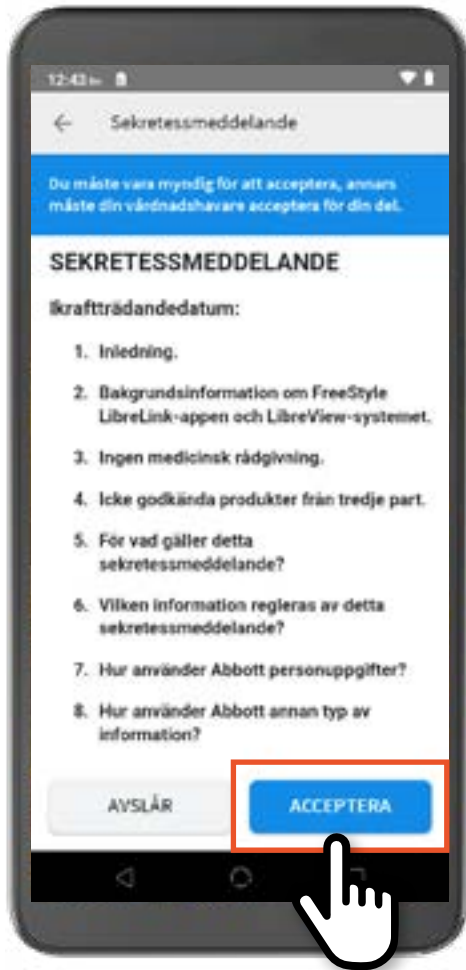 12:43
Sekretessmeddelande
Du måste vara myndig för att acceptera, annars
måste din vårdnadshavare acceptera för din del.
SEKRETESSMEDDELANDE
Ikraftträdandedatum:
1. Inledning.
2. Bakgrundsinformation om FreeStyle
LibreLink-appen och LibreView-systemet.
3. Ingen medicinsk rådgivning.
4. Icke godkända produkter från tredje part.
5. För vad gäller detta
sekretessmeddelande?
6. Vilken information regleras av detta
sekretessmeddelande?
7. Hur använder Abbott personuppgifter?
8. Hur använder Abbott annan typ av
information?
AVSLÅR
ACCEPTERA